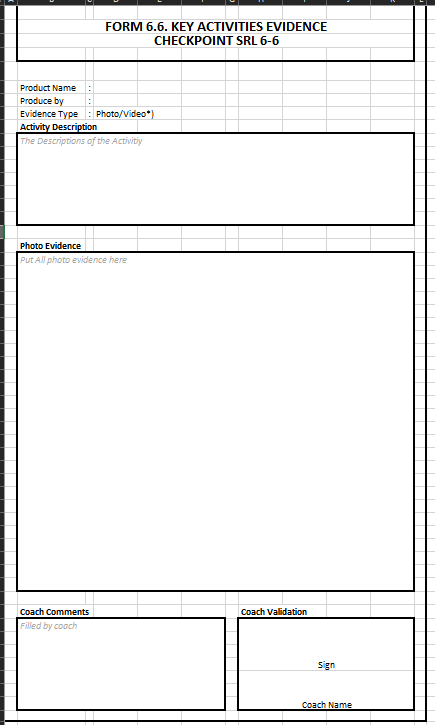 FORM 6.6. KEY ACTIVITIES EVIDENCE
CHECKPOINT SRL 6-6
Product Name :
Produce by :
Evidence Type : Photo/Video*)
Activity Description
The Descriptions of the Activitiy
Photo Evidence
Put All photo evidence here
Coach Comments
Coach Validation
Filled by coach
Sign
Coach Name